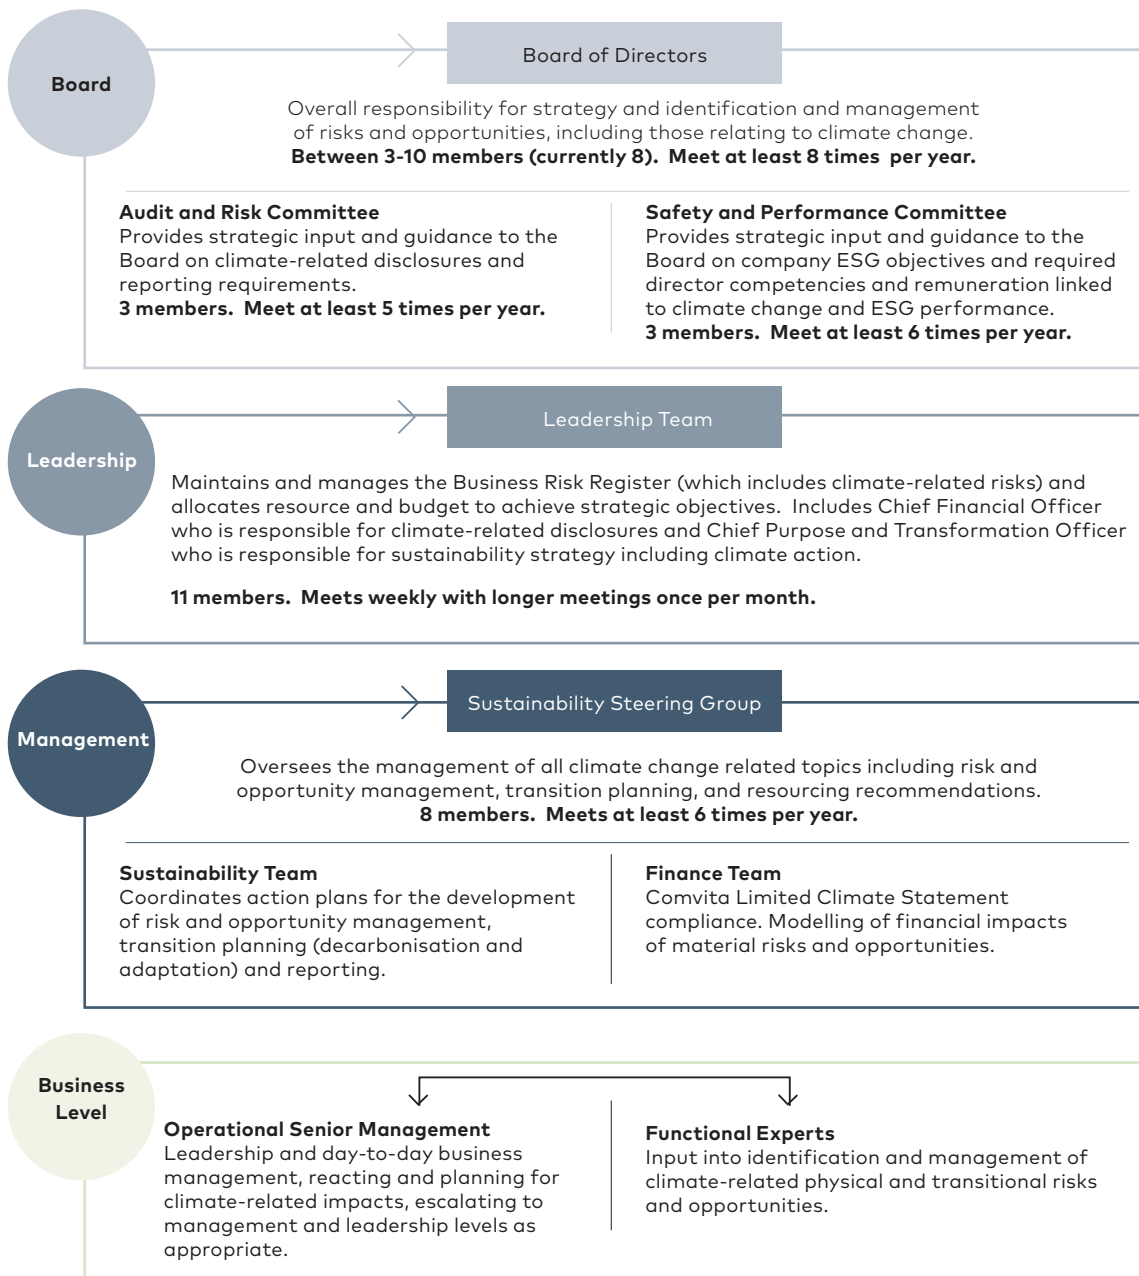 Board
Board of Directors
Overall responsibility for strategy and identification and management
of risks and opportunities, including those relating to climate change.
Between 3-10 members (currently 8). Meet at least 8 times per year.
Audit and Risk Committee
Provides strategic input and guidance to the
Board on climate-related disclosures and
reporting requirements.
3 members. Meet at least 5 times per year.
Safety and Performance Committee
Provides strategic input and guidance to the
Board on company ESG objectives and required
director competencies and remuneration linked
to climate change and ESG performance.
3 members. Meet at least 6 times per year.
Leadership
Leadership Team
Maintains and manages the Business Risk Register (which includes climate-related risks) and
allocates resource and budget to achieve strategic objectives. Includes Chief Financial Officer
who is responsible for climate-related disclosures and Chief Purpose and Transformation Officer
who is responsible for sustainability strategy including climate action.
11 members. Meets weekly with longer meetings once per month.
Management
Sustainability Steering Group
Oversees the management of all climate change related topics including risk and
opportunity management, transition planning, and resourcing recommendations.
8 members. Meets at least 6 times per year.
Sustainability Team
Coordinates action plans for the development
of risk and opportunity management,
transition planning (decarbonisation and
adaptation) and reporting.
Finance Team
Comvita Limited Climate Statement
compliance. Modelling of financial impacts
of material risks and opportunities.
Business
Level
Operational Senior Management
Leadership and day-to-day business
management, reacting and planning for
climate-related impacts, escalating to
management and leadership levels as
appropriate.
Functional Experts
Input into identification and management of
climate-related physical and transitional risks
and opportunities.